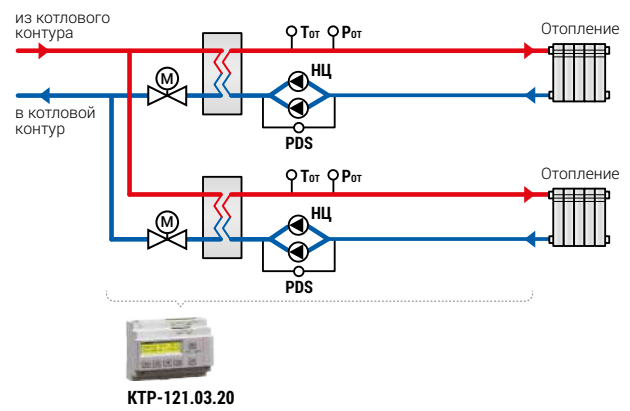 из котлового
контура
Tот Pот
Отопление
M
НЦ
в котловой
контур
PDS
Tот Pот
Отопление
M
НЦ
PDS
КТР-121.03.20